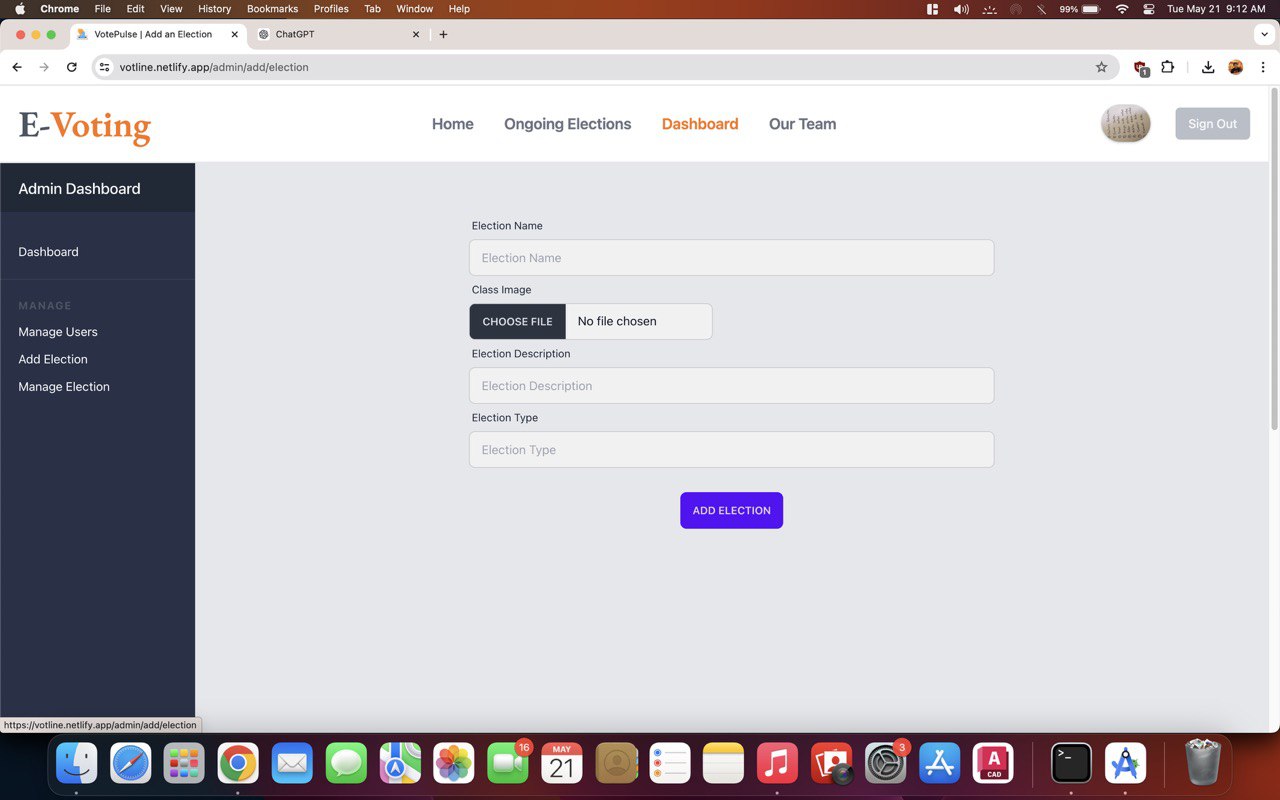 Chrome File Edit View History Bookmarks Profiles Tab Window Help 99% Tue May 21 9:12 AM
VotePulse | Add an Election ChatGPT
votline.netlify.app/admin/add/election 1
E-Voting Home Ongoing Elections Dashboard Our Team Sign Out
Admin Dashboard
Dashboard
MANAGE
Manage Users
Add Election
Manage Election
Election Name
Election Name
Class Image
CHOOSE FILE No file chosen
Election Description
Election Description
Election Type
Election Type
ADD ELECTION
https://votline.netlify.app/admin/add/election
16 MAY 3
21 A CAD >_